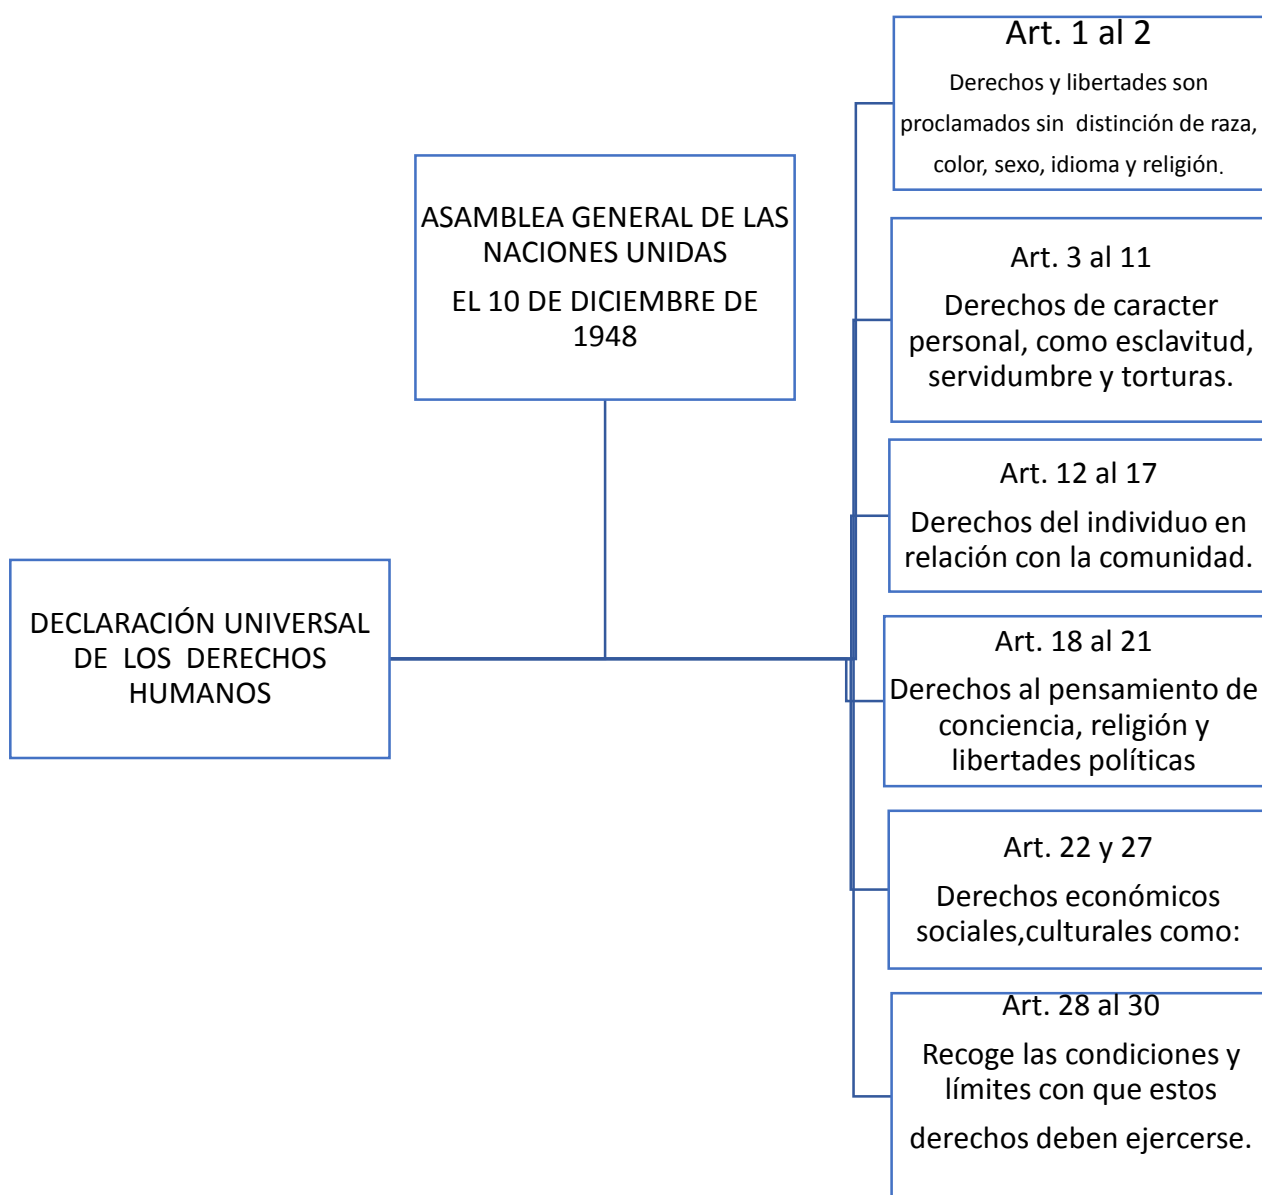 Art. 1 al 2
Derechos y libertades son
proclamados sin distinción de raza,
color, sexo, idioma y religión.
ASAMBLEA GENERAL DE LAS
NACIONES UNIDAS
EL 10 DE DICIEMBRE DE
1948
Art. 3 al 11
Derechos de caracter
personal, como esclavitud,
servidumbre y torturas.
Art. 12 al 17
Derechos del individuo en
relación con la comunidad.
DECLARACIÓN UNIVERSAL
DE LOS DERECHOS
HUMANOS
Art. 18 al 21
Derechos al pensamiento de
conciencia, religión y
libertades políticas
Art. 22 y 27
Derechos económicos
sociales,culturales como:
Art. 28 al 30
Recoge las condiciones y
límites con que estos
derechos deben ejercerse.